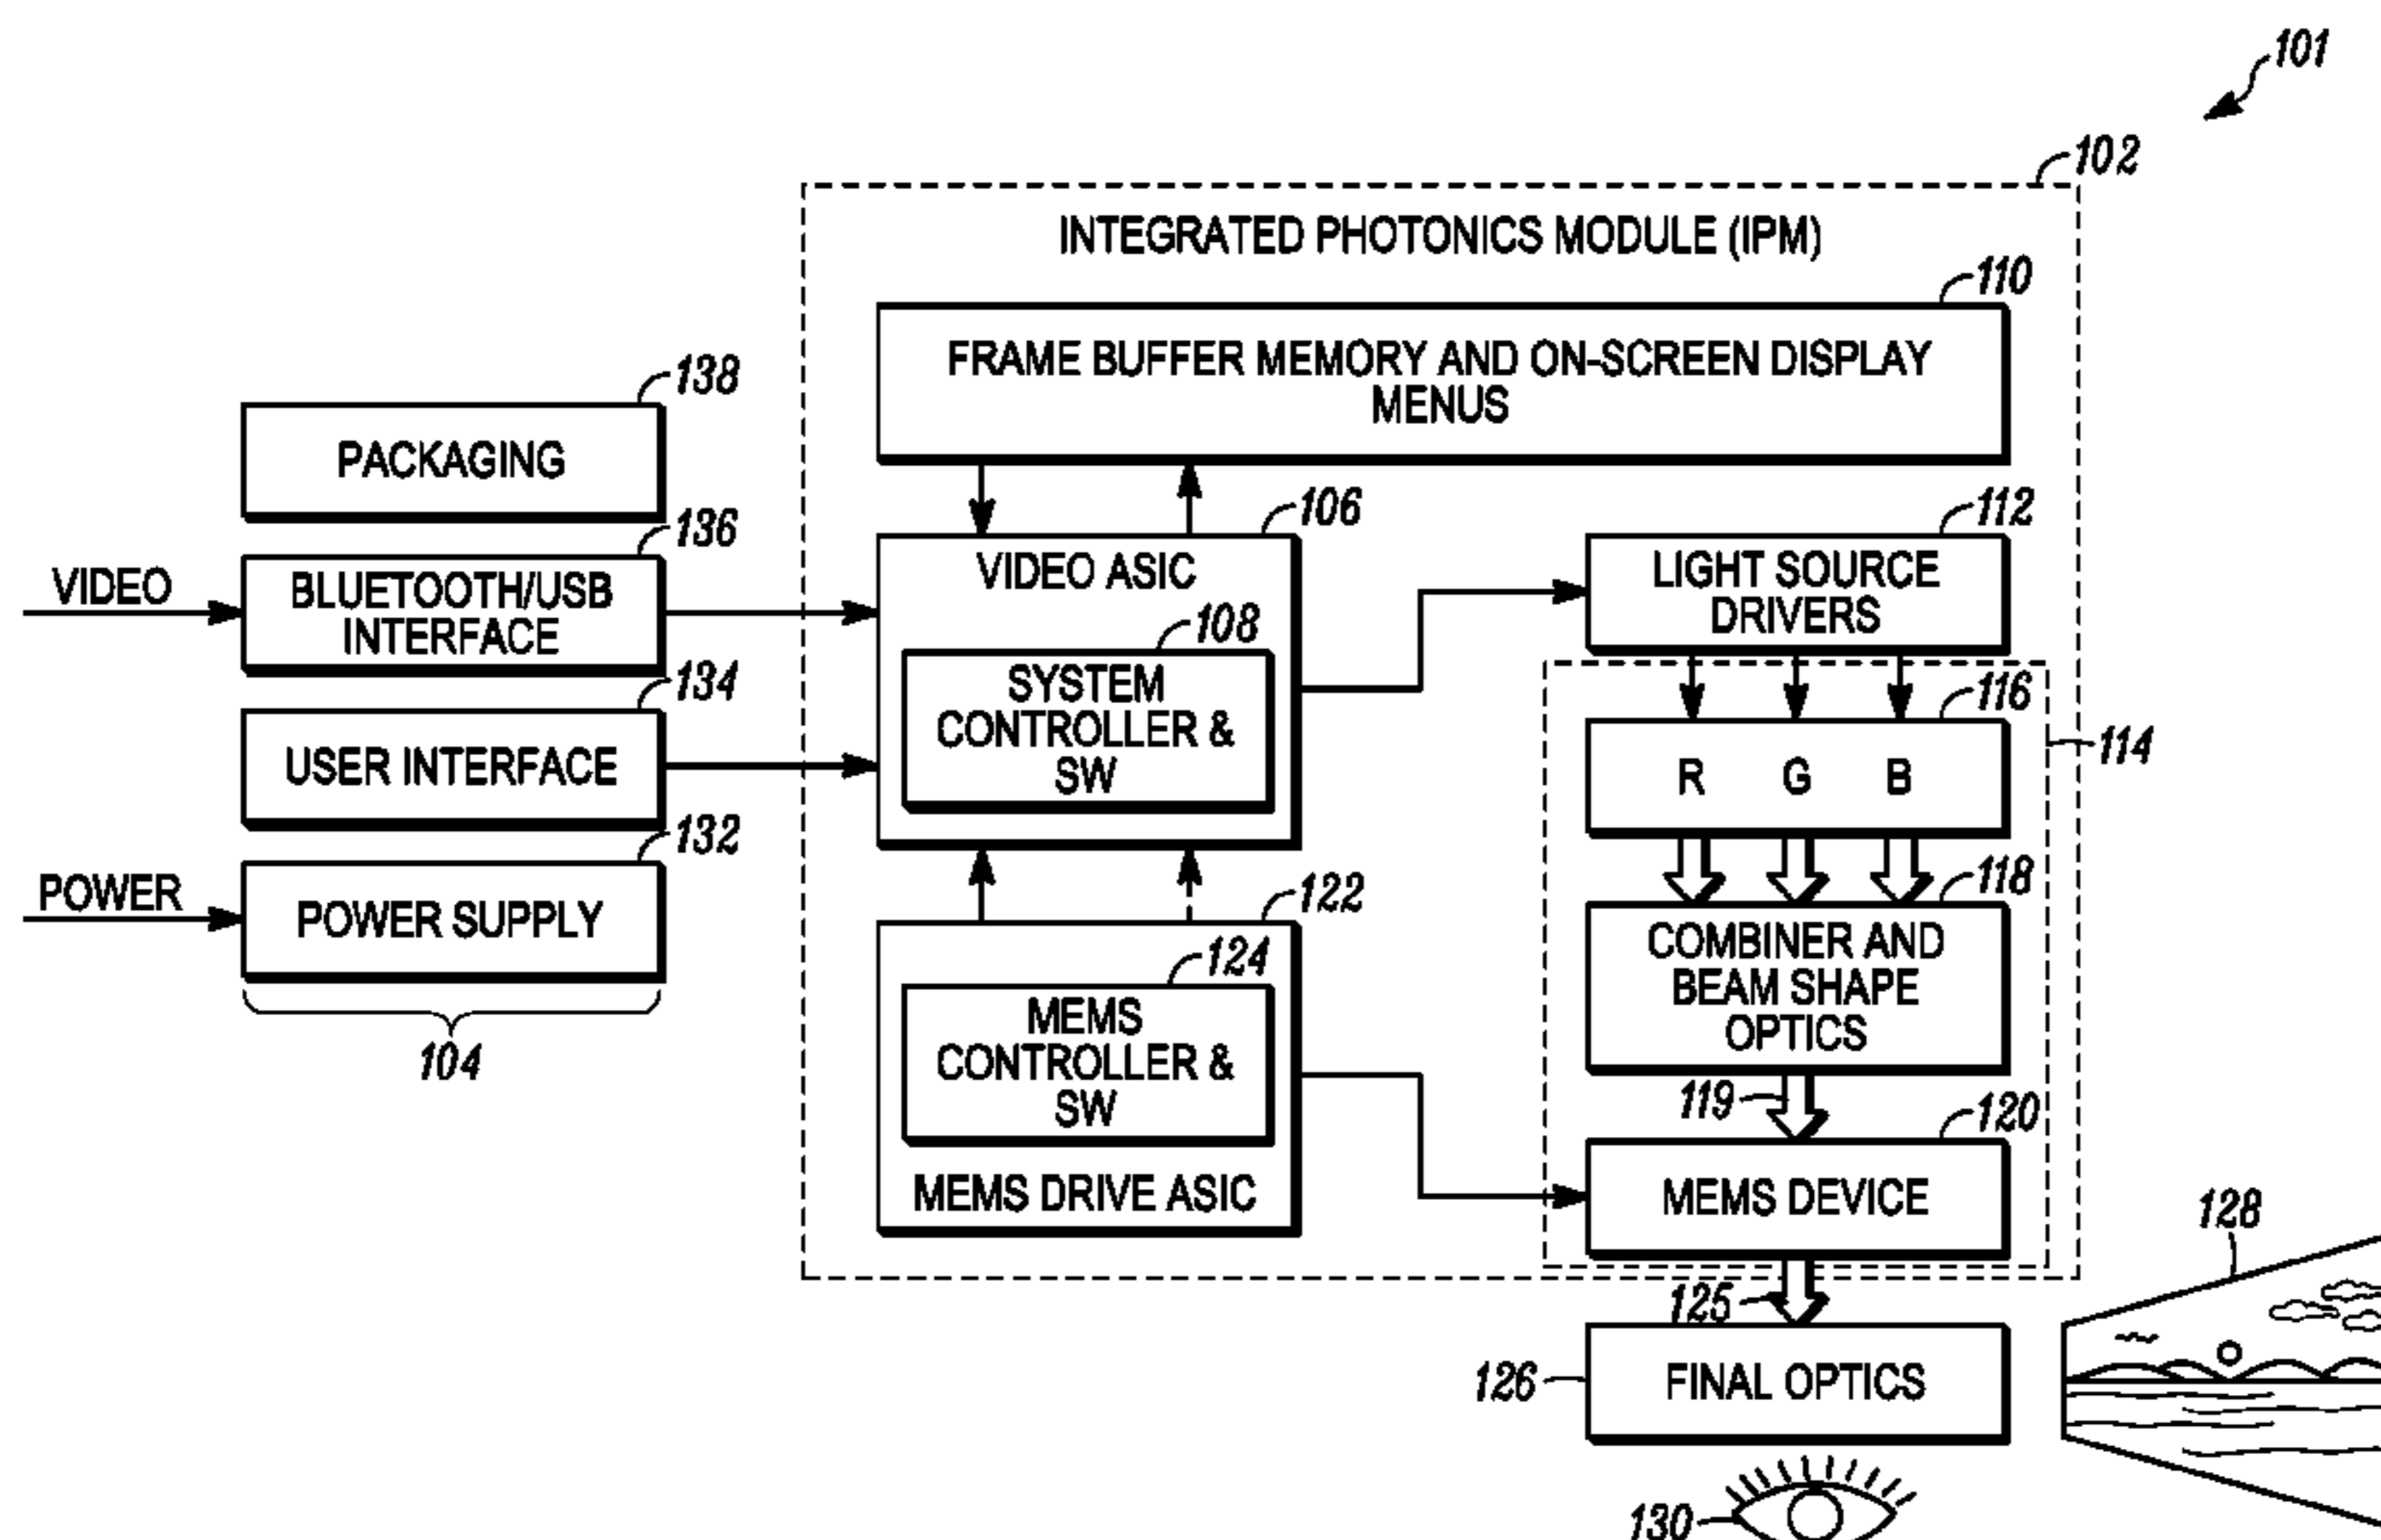 101
102
INTEGRATED PHOTONICS MODULE (IPM)
110
FRAME BUFFER MEMORY AND ON-SCREEN DISPLAY
MENUS
138
PACKAGING
136
VIDEO
BLUETOOTH/USB
INTERFACE
134
USER INTERFACE
132
POWER
POWER SUPPLY
104
106
VIDEO ASIC
108
SYSTEM
CONTROLLER &
SW
122
124
MEMS
CONTROLLER &
SW
MEMS DRIVE ASIC
112
LIGHT SOURCE
DRIVERS
114
116
R G B
118
COMBINER AND
BEAM SHAPE
OPTICS
119
120
MEMS DEVICE
125
126
FINAL OPTICS
128
130